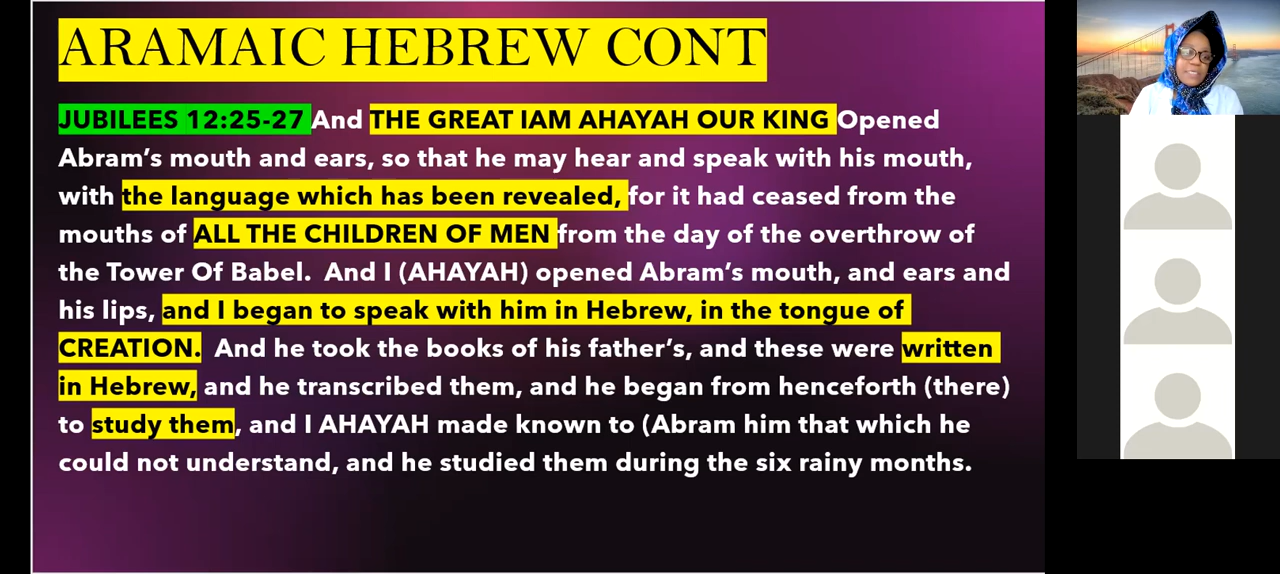 ARAMAIC HEBREW CONT
JUBILEES 12:25-27 And THE GREAT IAM AHAYAH OUR KING Opened
Abram's mouth and ears, so that he may hear and speak with his mouth,
with the language which has been revealed, for it had ceased from the
mouths of ALL THE CHILDREN OF MEN from the day of the overthrow of
the Tower Of Babel. And I (AHAYAH) opened Abram's mouth, and ears and
his lips, and I began to speak with him in Hebrew, in the tongue of
CREATION. And he took the books of his father's, and these were written
in Hebrew, and he transcribed them, and he began from henceforth (there)
to study them, and I AHAYAH made known to (Abram him that which he
could not understand, and he studied them during the six rainy months.